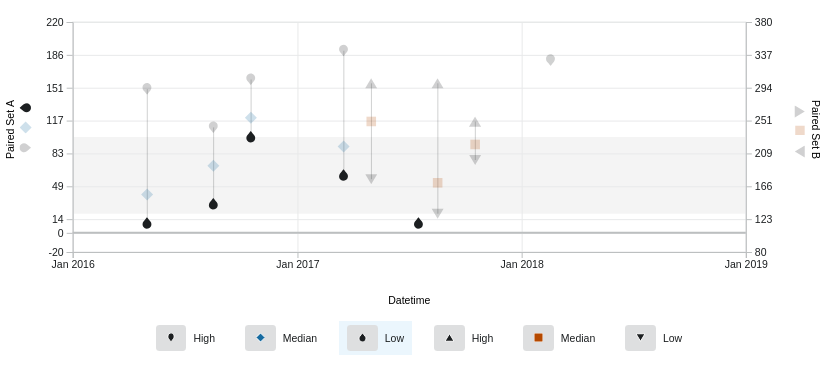 220
186
151
117
83
49
14
0
-20
380
337
294
251
209
166
123
80
Paired Set A
Paired Set B
Jan 2016
Jan 2017
Jan 2018
Jan 2019
Datetime
High
Median
Low
High
Median
Low